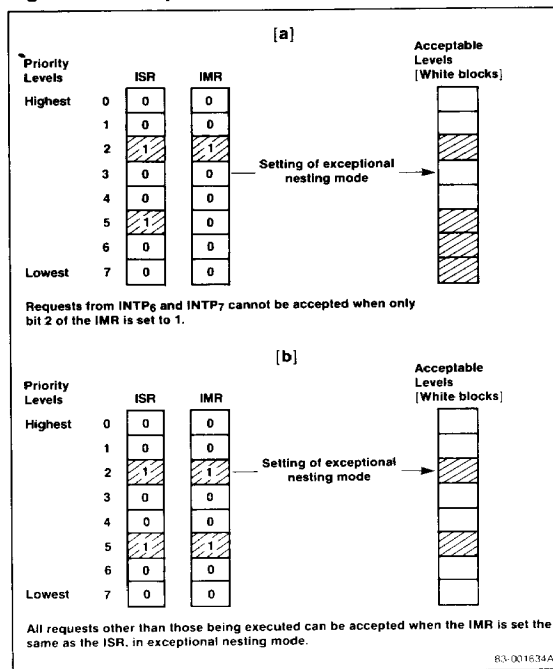 [a]
Priority
Levels
ISR
IMR
Acceptable
Levels
[White blocks]
Highest 0 0 0
1 0 0
2 1 1
3 0 0
4 0 0
5 1 0
6 0 0
Lowest 7 0 0
Setting of exceptional
nesting mode
Requests from INTP6 and INTP7 cannot be accepted when only
bit 2 of the IMR is set to 1.
[b]
Priority
Levels
ISR
IMR
Acceptable
Levels
[White blocks]
Highest 0 0 0
1 0 0
2 1 1
3 0 0
4 0 0
5 1 1
6 0 0
Lowest 7 0 0
Setting of exceptional
nesting mode
All requests other than those being executed can be accepted when the IMR is set the
same as the ISR, in exceptional nesting mode.
83-001634A